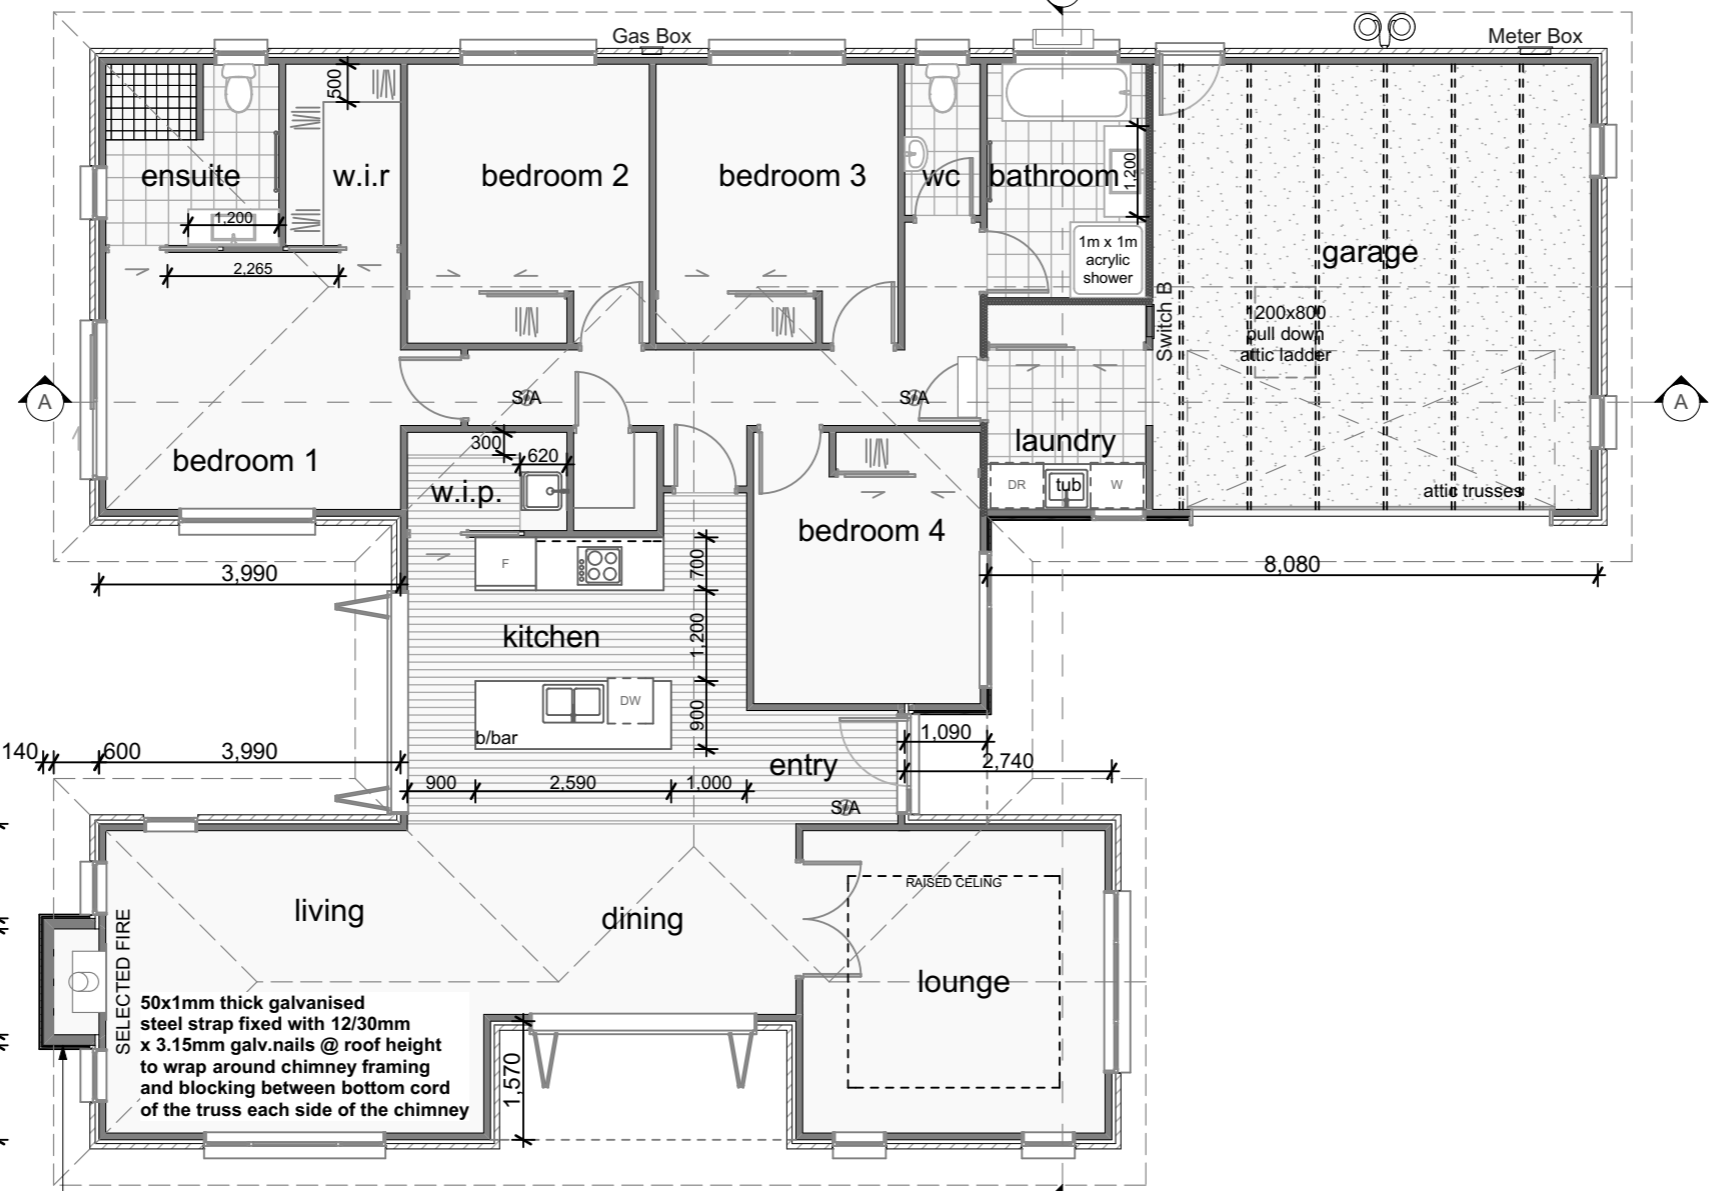 Gas Box
Meter Box
500
ensuite
w.i.r
bedroom 2
bedroom 3
wc
bathroom
1,200
1,200
2,265
1m x 1m
acrylic
shower
garage
Switch B
1200x800
pull down
attic ladder
A
S/A
S/A
A
bedroom 1
300
620
w.i.p.
laundry
DR
tub
W
attic trusses
bedroom 4
F
700
3,990
8,080
kitchen
1,200
DW
900
b/bar
1,090
140
600
3,990
entry
2,740
900
2,590
1,000
S/A
RAISED CELING
living
dining
lounge
SELECTED FIRE
50x1mm thick galvanised
steel strap fixed with 12/30mm
x 3.15mm galv.nails @ roof height
to wrap around chimney framing
and blocking between bottom cord
of the truss each side of the chimney
1,570